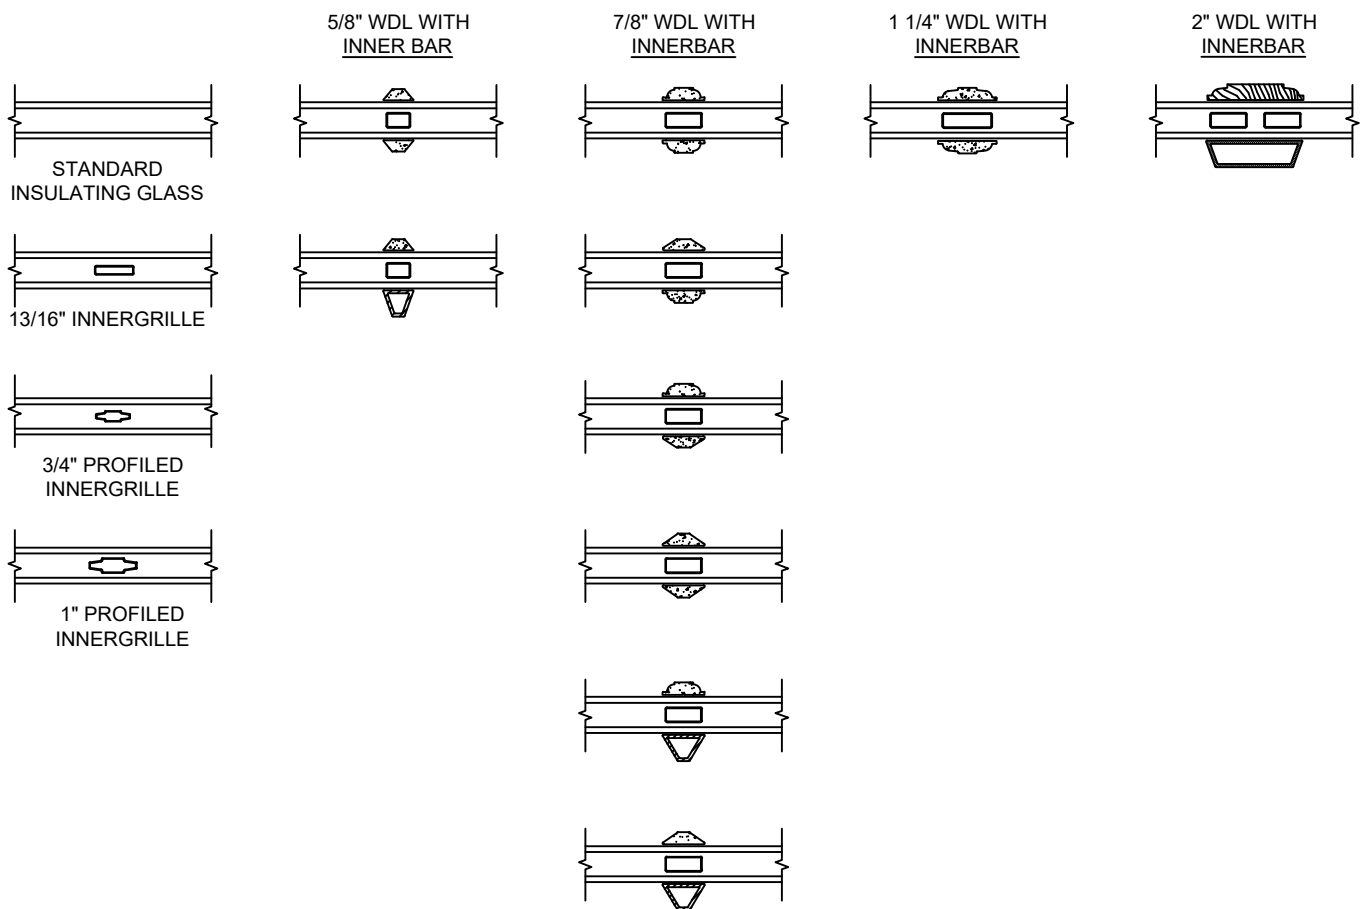 5/8" WDL WITH
INNER BAR
7/8" WDL WITH
INNERBAR
1 1/4" WDL WITH
INNERBAR
2" WDL WITH
INNERBAR
STANDARD
INSULATING GLASS
13/16" INNERGRILLE
3/4" PROFILED
INNERGRILLE
1" PROFILED
INNERGRILLE